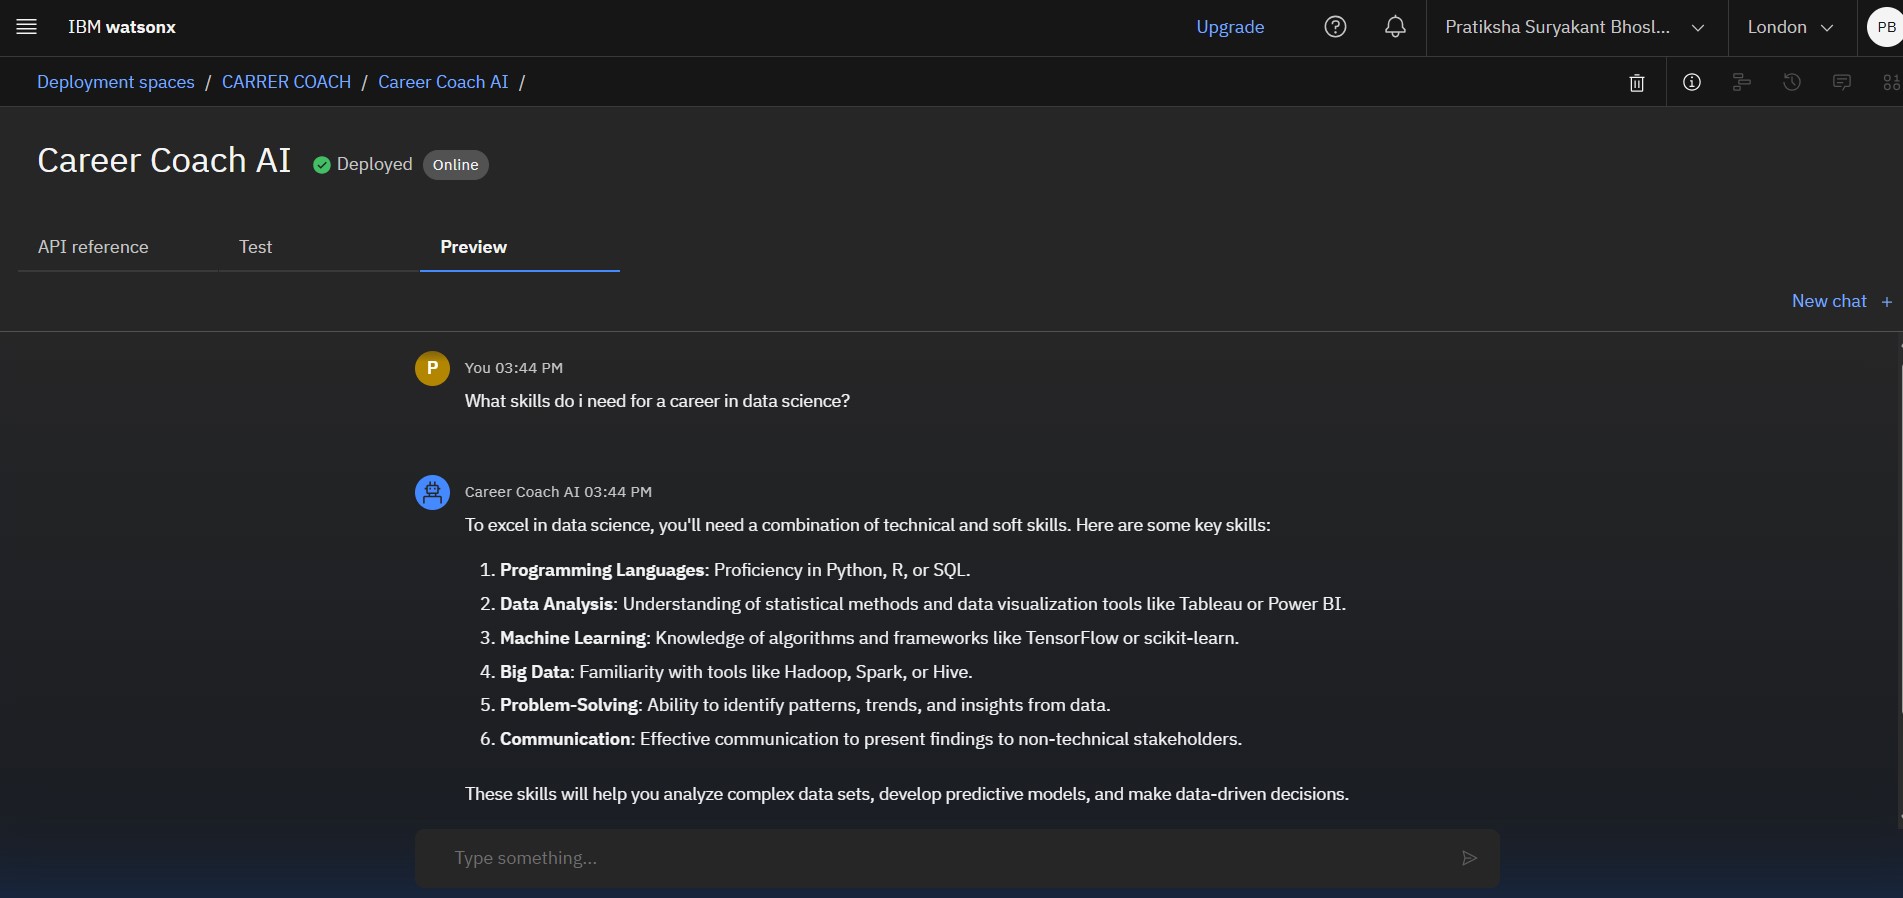 IBM watsonx
Upgrade
Pratiksha Suryakant Bhosl...
London
PB
Deployment spaces / CARRER COACH / Career Coach AI /
Career Coach AI
Deployed
Online
API reference
Test
Preview
New chat +
P
You 03:44 PM
What skills do i need for a career in data science?
Career Coach AI 03:44 PM
To excel in data science, you'll need a combination of technical and soft skills. Here are some key skills:
1. Programming Languages: Proficiency in Python, R, or SQL.
2. Data Analysis: Understanding of statistical methods and data visualization tools like Tableau or Power BI.
3. Machine Learning: Knowledge of algorithms and frameworks like TensorFlow or scikit-learn.
4. Big Data: Familiarity with tools like Hadoop, Spark, or Hive.
5. Problem-Solving: Ability to identify patterns, trends, and insights from data.
6. Communication: Effective communication to present findings to non-technical stakeholders.
These skills will help you analyze complex data sets, develop predictive models, and make data-driven decisions.
Type something...